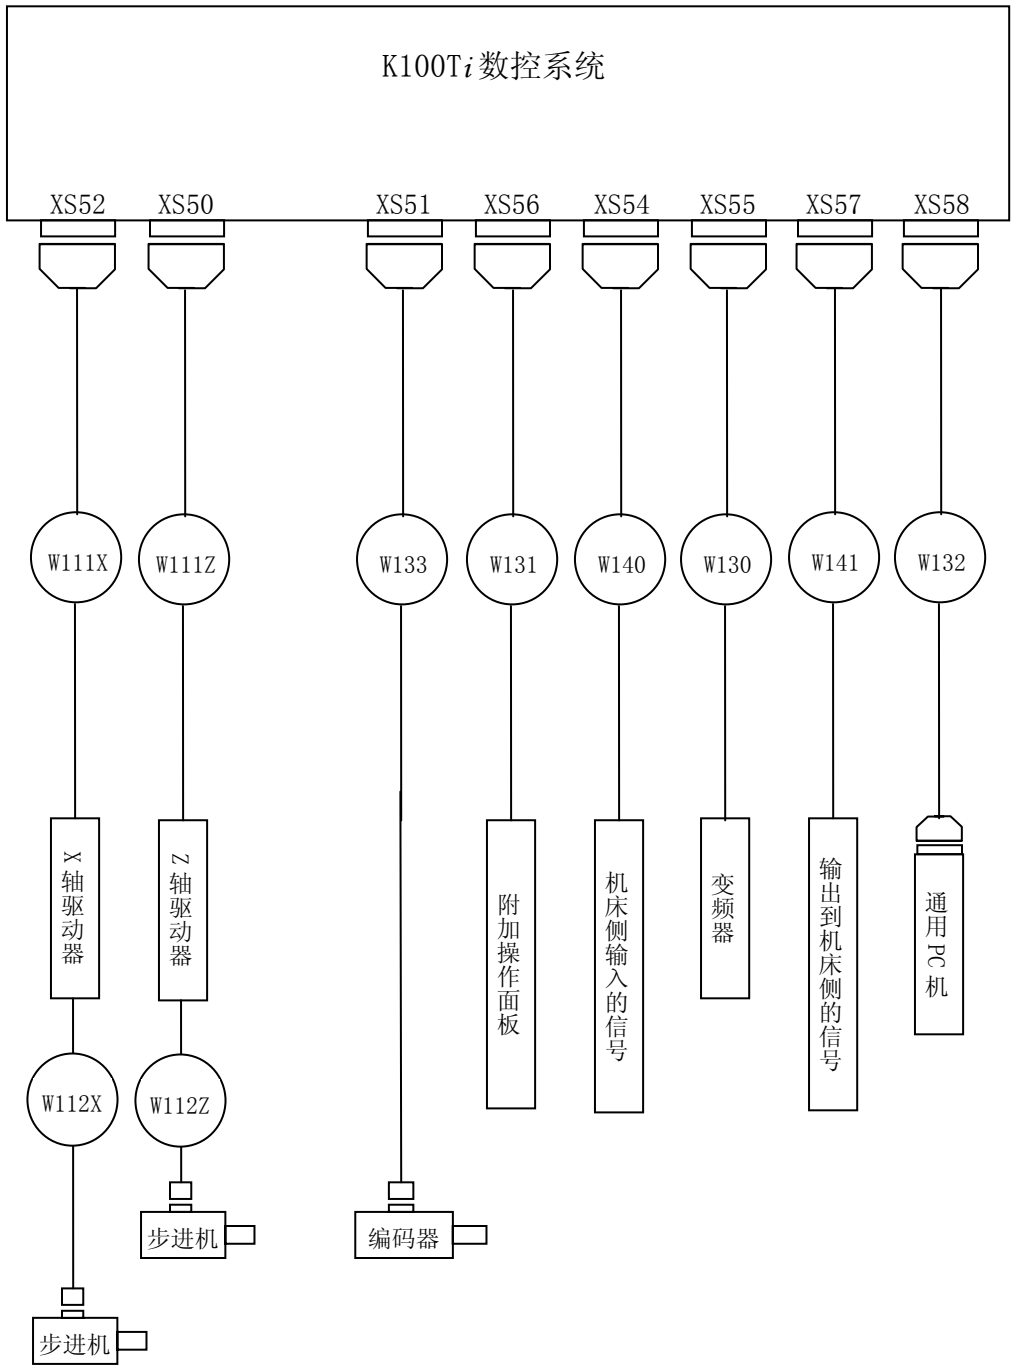 K100Ti数控系统
XS52
XS50
XS51
XS56
XS54
XS55
XS57
XS58
W111X
W111Z
W133
W131
W140
W130
W141
W132
X轴驱动器
Z轴驱动器
附加操作面板
机床侧输入的信号
变频器
输出到机床侧的信号
通用PC机
W112X
W112Z
步进机
编码器
步进机